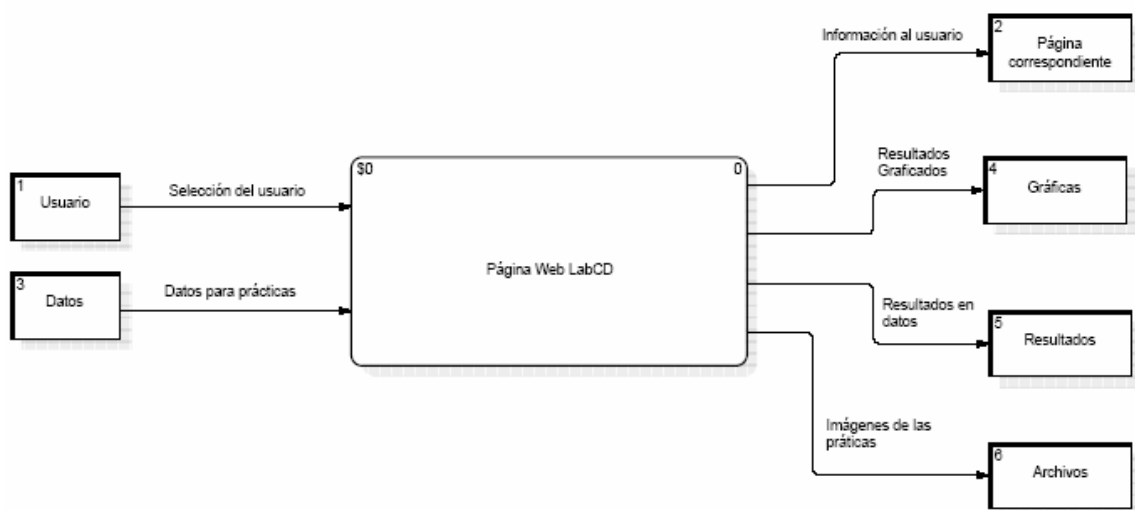 Información al usuario
2
Página
correspondiente
$0
0
Resultados
Graficados
4
Gráficas
1
Usuario
Selección del usuario
Página Web LabCD
3
Datos
Datos para prácticas
Resultados en
datos
5
Resultados
Imágenes de las
práticas
6
Archivos